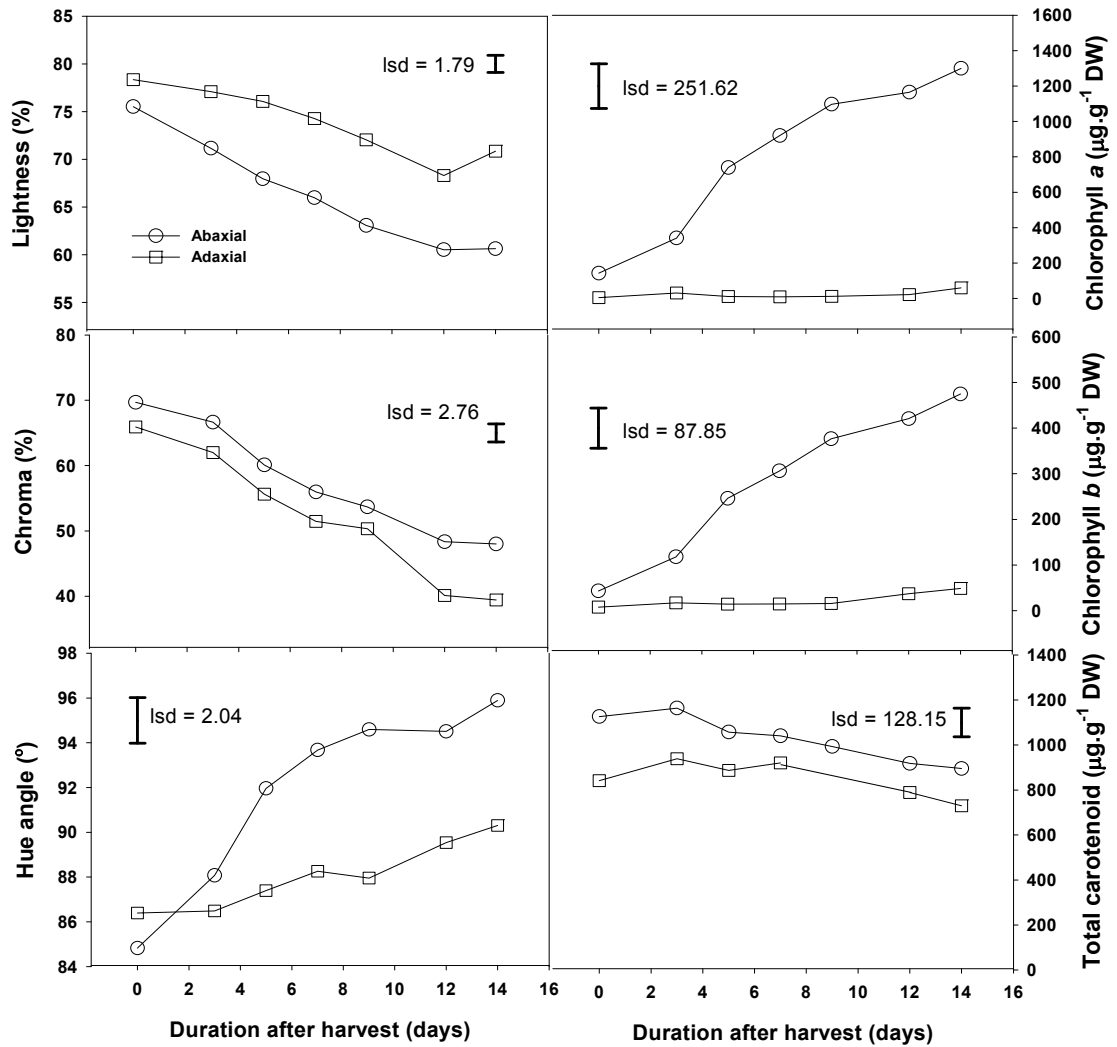 85
80
75
70
65
60
55
Lightness (%)
lsd = 1.79
Abaxial
Adaxial
1600
1400
1200
1000
800
600
400
200
0
Chlorophyll a (μg.g⁻¹ DW)
lsd = 251.62
80
70
60
50
40
Chroma (%)
lsd = 2.76
600
500
400
300
200
100
0
Chlorophyll b (μg.g⁻¹ DW)
lsd = 87.85
98
96
94
92
90
88
86
84
Hue angle (º)
lsd = 2.04
0 2 4 6 8 10 12 14 16
Duration after harvest (days)
1400
1200
1000
800
600
400
200
0
Total carotenoid (μg.g⁻¹ DW)
lsd = 128.15
0 2 4 6 8 10 12 14 16
Duration after harvest (days)